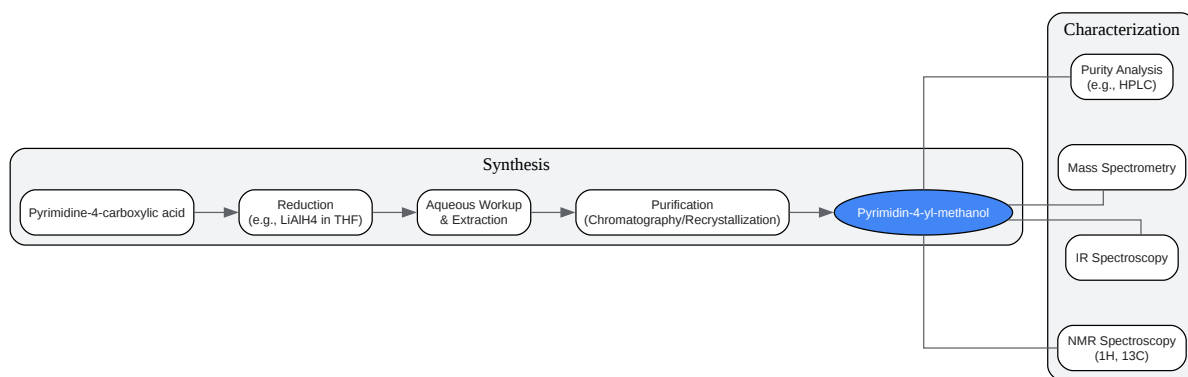 Characterization
Purity Analysis
(e.g., HPLC)
Mass Spectrometry
IR Spectroscopy
NMR Spectroscopy
(1H, 13C)
Synthesis
Pyrimidine-4-carboxylic acid
Reduction
(e.g., LiAlH4 in THF)
Aqueous Workup
& Extraction
Purification
(Chromatography/Recrystallization)
Pyrimidin-4-yl-methanol